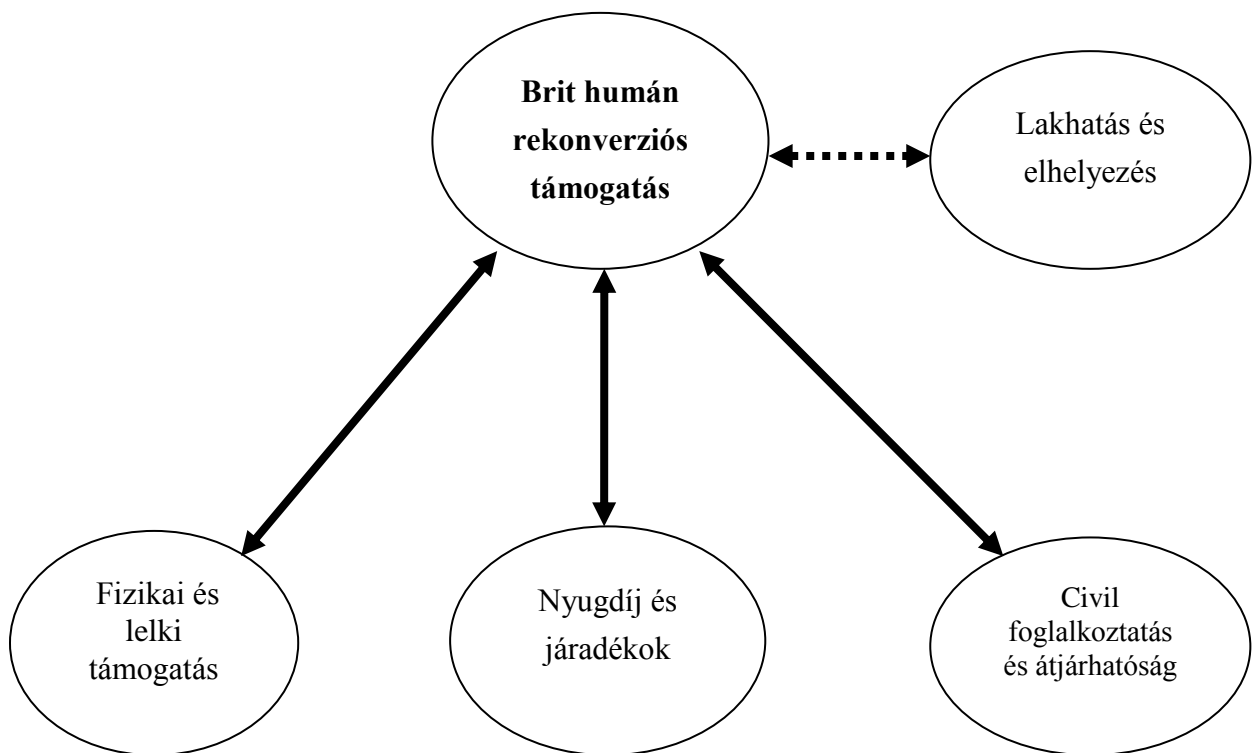 Brit humán
rekonverziós
támogatás
Lakhatás és
elhelyezés
Fizikai és
lelki
támogatás
Nyugdíj és
járadékok
Civil
foglalkoztatás
és átjárhatóság